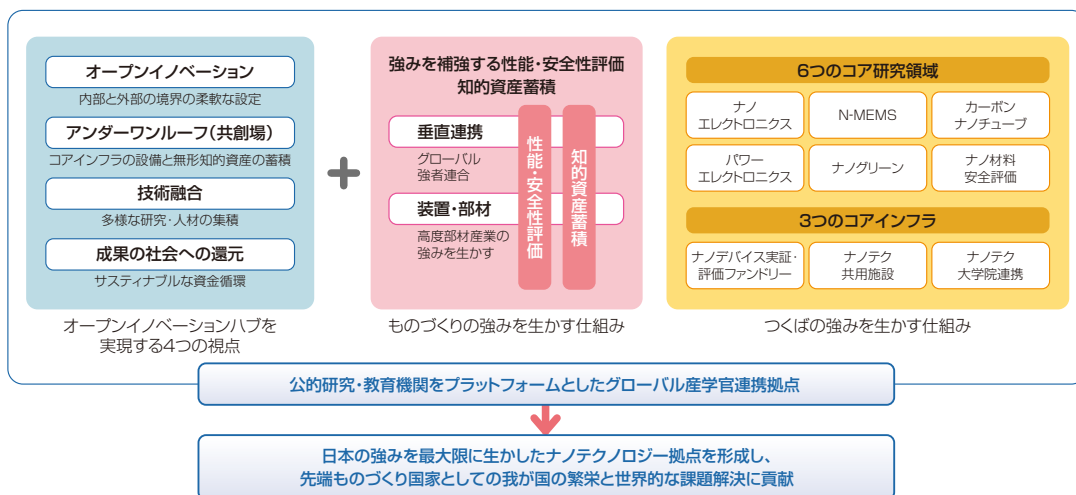 オープンイノベーション
内部と外部の境界の柔軟な設定
アンダーワンルーフ(共創場)
コアインフラの設備と無形知的資産の蓄積
技術融合
多様な研究・人材の集積
成果の社会への還元
サスティナブルな資金循環
オープンイノベーションハブを
実現する4つの視点
+
強みを補強する性能・安全性評価
知的資産蓄積
垂直連携
グローバル
強者連合
装置・部材
高度部材産業の
強みを生かす
性能・安全性評価
知的資産蓄積
ものづくりの強みを生かす仕組み
6つのコア研究領域
ナノ
エレクトロニクス
N-MEMS
カーボン
ナノチューブ
パワー
エレクトロニクス
ナノグリーン
ナノ材料
安全評価
3つのコアインフラ
ナノデバイス実証・
評価ファンドリー
ナノテク
共用施設
ナノテク
大学院連携
つくばの強みを生かす仕組み
公的研究・教育機関をプラットフォームとしたグローバル産学官連携拠点
日本の強みを最大限に生かしたナノテクノロジー拠点を形成し、
先端ものづくり国家としての我が国の繁栄と世界的な課題解決に貢献